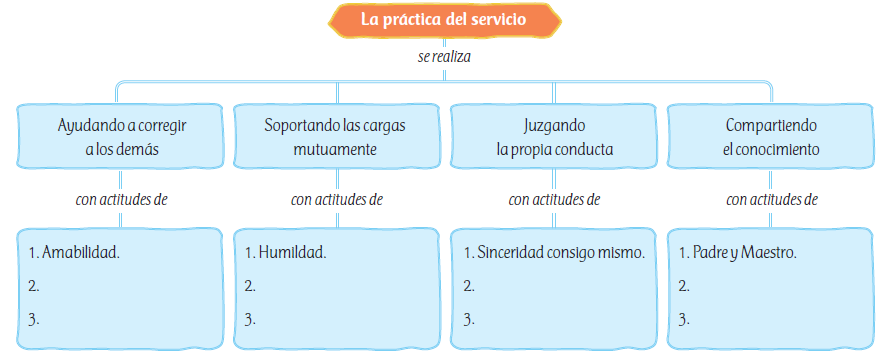 La práctica del servicio
se realiza
Ayudando a corregir
a los demás
Soportando las cargas
mutuamente
Juzgando
la propia conducta
Compartiendo
el conocimiento
con actitudes de
con actitudes de
con actitudes de
con actitudes de
1. Amabilidad.
2.
3.
1. Humildad.
2.
3.
1. Sinceridad consigo mismo.
2.
3.
1. Padre y Maestro.
2.
3.